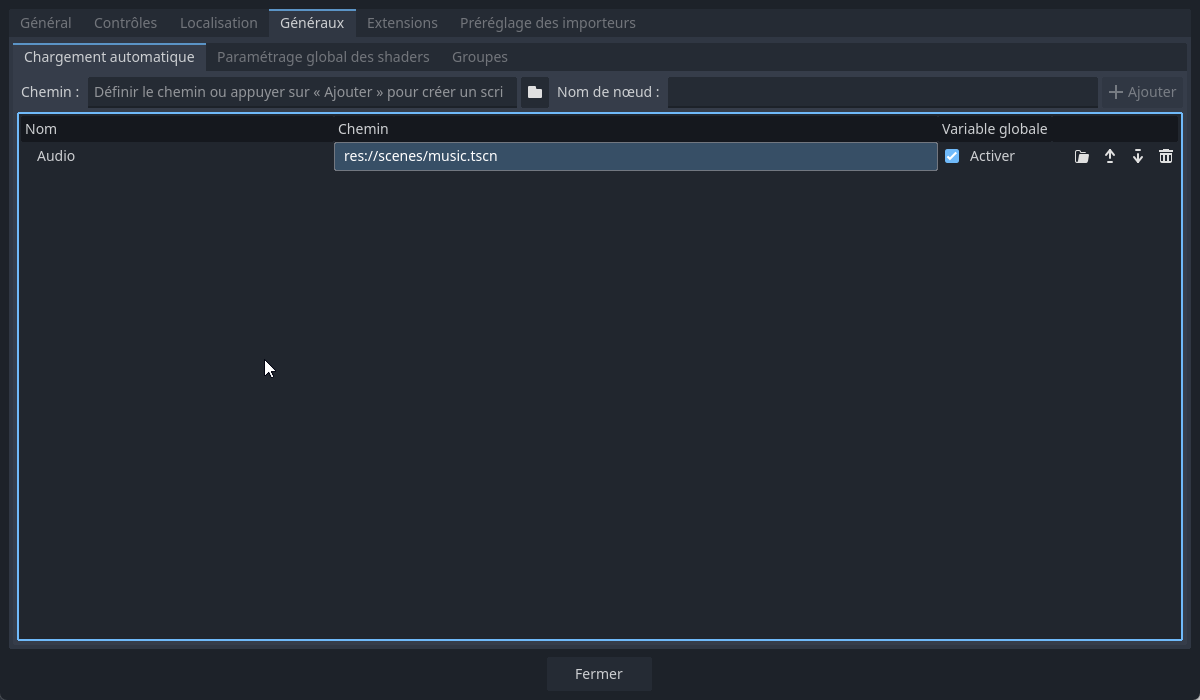 Général Contrôles Localisation Généraux Extensions Préréglage des importeurs
Chargement automatique Paramétrage global des shaders Groupes
Chemin : Définir le chemin ou appuyer sur « Ajouter » pour créer un scri Nom de nœud : Ajouter
Nom Chemin Variable globale
Audio res://scenes/music.tscn Activer
Fermer